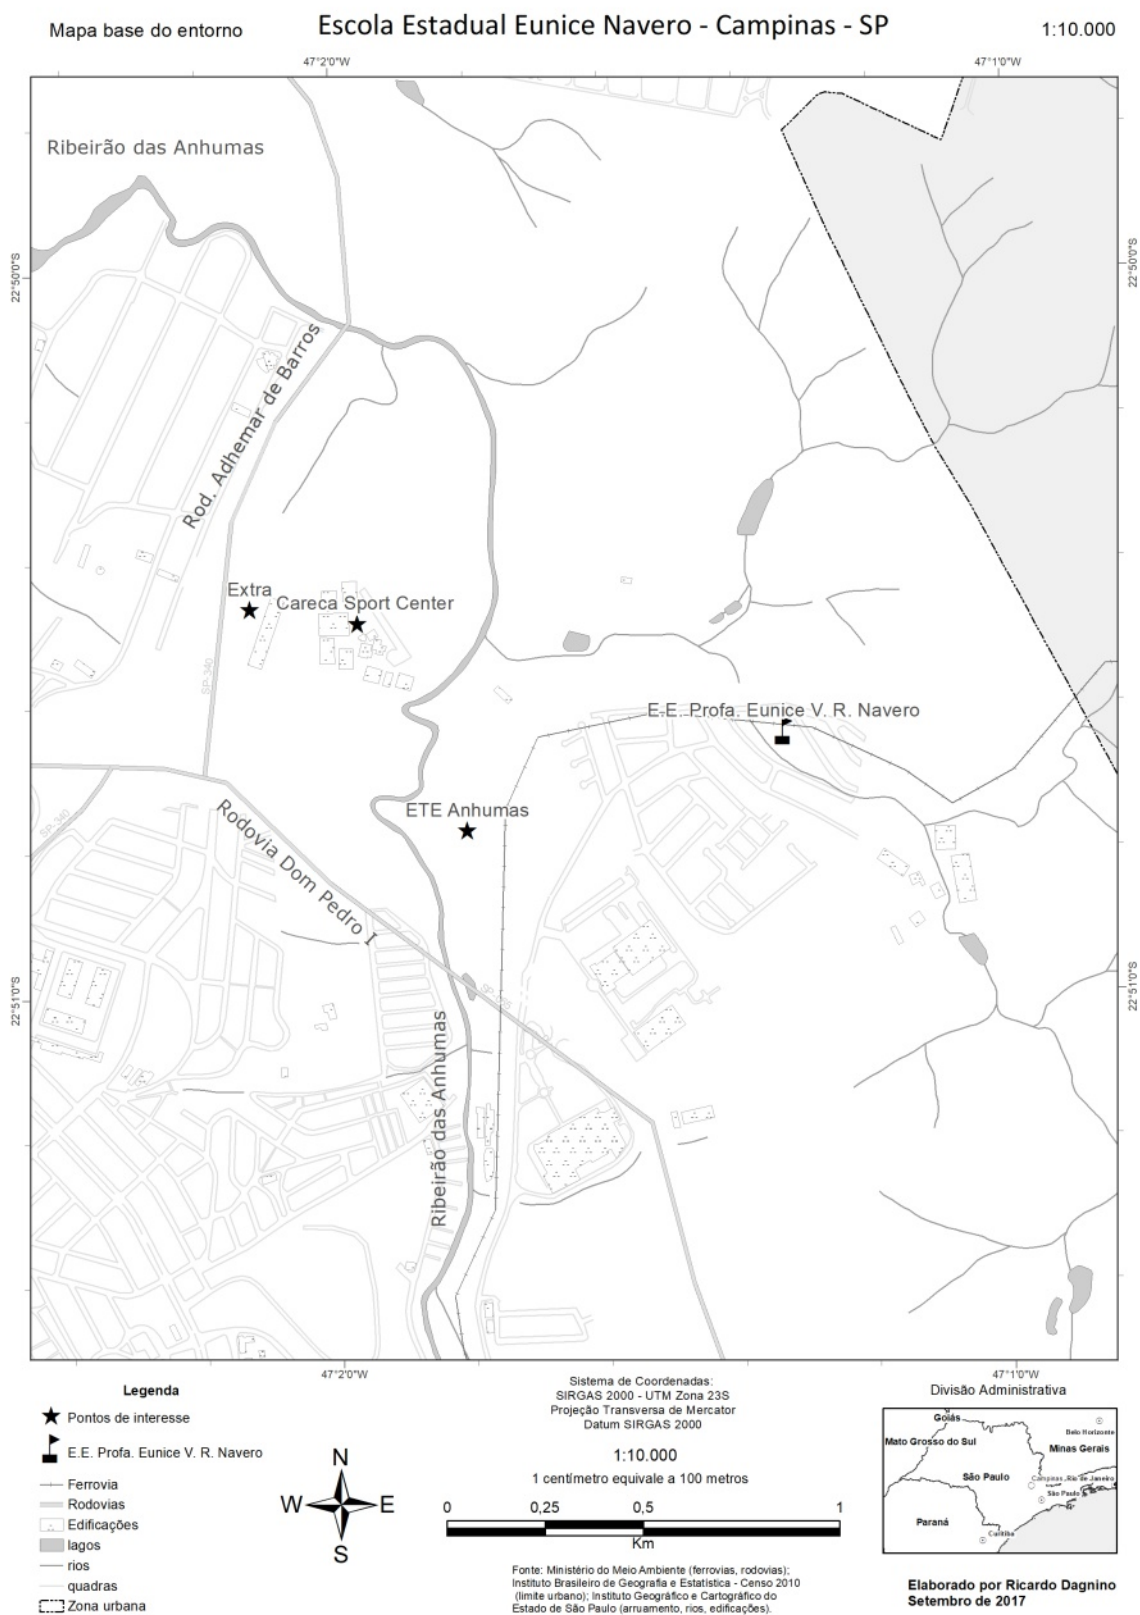 Mapa base do entorno
Escola Estadual Eunice Navero - Campinas - SP
1:10.000
47°2'0"W
47°1'0"W
Ribeirão das Anhumas
22°50'0"S
22°50'0"S
Rod. Adhemar de Barros
Extra
Careca Sport Center
SP-340
E.E. Profa. Eunice V. R. Navero
ETE Anhumas
SP-340
Rodovia Dom Pedro I
22°51'0"S
22°51'0"S
Ribeirão das Anhumas
47°2'0"W
47°1'0"W
Legenda
Pontos de interesse
E.E. Profa. Eunice V. R. Navero
Ferrovia
Rodovias
Edificações
lagos
rios
quadras
Zona urbana
N
W
E
S
Sistema de Coordenadas:
SIRGAS 2000 - UTM Zona 23S
Projeção Transversa de Mercator
Datum SIRGAS 2000
1:10.000
1 centímetro equivale a 100 metros
0
0,25
0,5
1
Km
Fonte: Ministério do Meio Ambiente (ferrovias, rodovias);
Instituto Brasileiro de Geografia e Estatística - Censo 2010
(limite urbano); Instituto Geográfico e Cartográfico do
Estado de São Paulo (arruamento, rios, edificações).
Divisão Administrativa
Goiás
Belo Horizonte
Mato Grosso do Sul
Minas Gerais
São Paulo
Campinas
Rio de Janeiro
São Paulo
Paraná
Curitiba
Elaborado por Ricardo Dagnino
Setembro de 2017